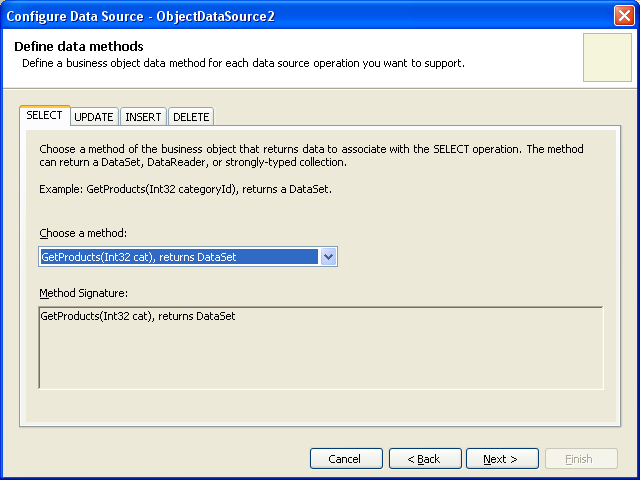 Configure Data Source - ObjectDataSource2
Define data methods
Define a business object data method for each data source operation you want to support.
SELECT UPDATE INSERT DELETE
Choose a method of the business object that returns data to associate with the SELECT operation. The method
can return a DataSet, DataReader, or strongly-typed collection.
Example: GetProducts(Int32 categoryId), returns a DataSet.
Choose a method:
GetProducts(Int32 cat), returns DataSet
Method Signature:
GetProducts(Int32 cat), returns DataSet
Cancel < Back Next > Finish